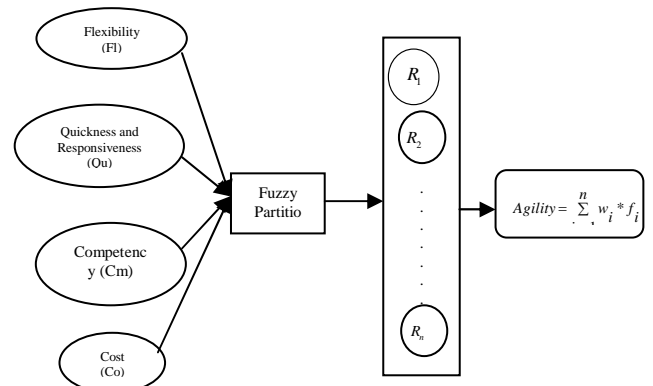 Flexibility
(Fl)
Quickness and
Responsiveness
(Qu)
Competenc
y (Cm)
Cost
(Co)
Fuzzy
Partitio
R1
R2
.
.
.
.
.
.
.
Rn
Agility = n∑ wi * fi